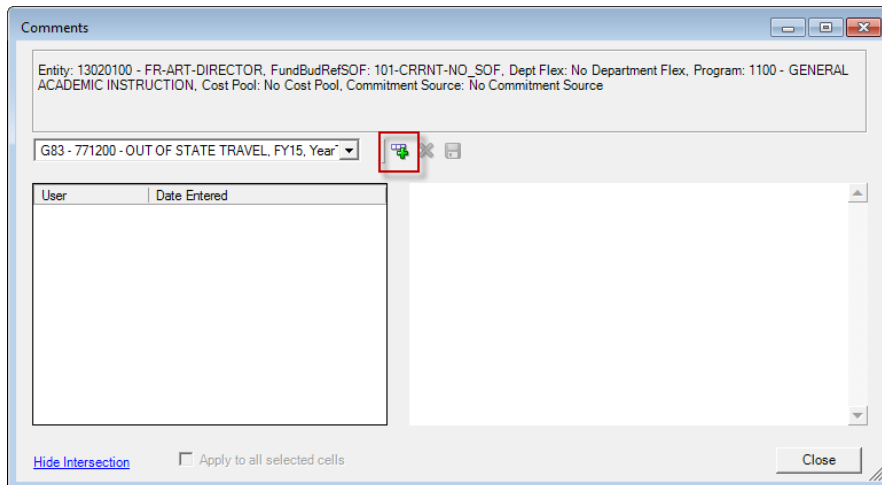 Comments
Entity: 13020100 - FR-ART-DIRECTOR, FundBudRefSOF: 101-CRRNT-NO_SOF, Dept Flex: No Department Flex, Program: 1100 - GENERAL
ACADEMIC INSTRUCTION, Cost Pool: No Cost Pool, Commitment Source: No Commitment Source
G83 - 771200 - OUT OF STATE TRAVEL, FY15, Year
User Date Entered
Hide Intersection Apply to all selected cells Close